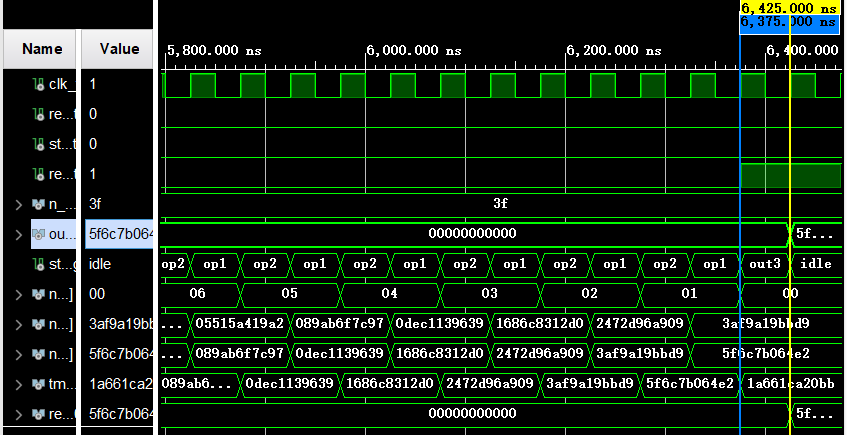 6,425.000 ns
6,375.000 ns
Name Value 5,800.000 ns 6,000.000 ns 6,200.000 ns 6,400.000
clk_ 1
re...t 0
st...t 0
re...t 1
n_... 3f 3f
ou... 5f6c7b064 00000000000 5f...
st...g idle op2 op1 op2 op1 op2 op1 op2 op1 op2 op1 op2 op1 out3 idle
n...] 00 06 05 04 03 02 01 00
n...] 3af9a19bb ... 05515a419a2 089ab6f7c97 0dec1139639 1686c8312d0 2472d96a909 3af9a19bbd9
n...] 5f6c7b064 ... 089ab6f7c97 0dec1139639 1686c8312d0 2472d96a909 3af9a19bbd9 5f6c7b064e2
tm... 1a661ca2 089ab6... 0dec1139639 1686c8312d0 2472d96a909 3af9a19bbd9 5f6c7b064e2 1a661ca20bb
re... 5f6c7b064 00000000000 5f...